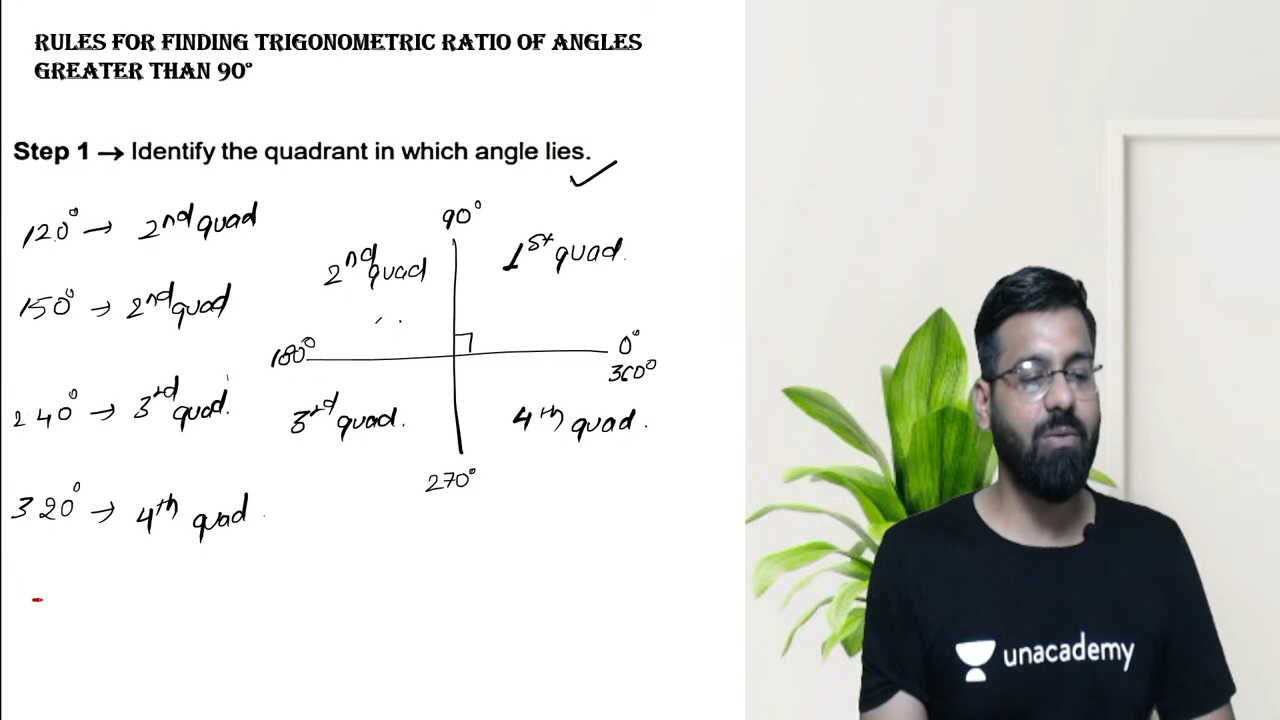 RULES FOR FINDING TRIGONOMETRIC RATIO OF ANGLES
GREATER THAN 90°
Step 1 → Identify the quadrant in which angle lies.
120° → 2nd quad
150° → 2nd quad
240° → 3rd quad.
320° → 4th quad
90°
2nd quad
1st quad.
180°
0°
360°
3rd quad.
4th quad.
270°
unacademy